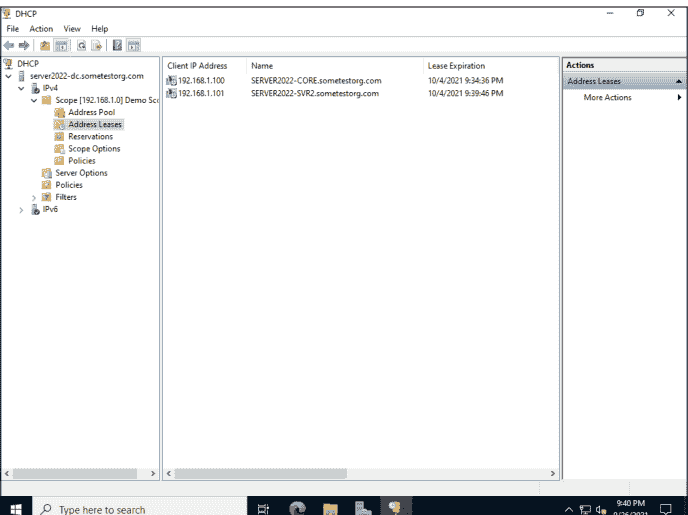 DHCP
File Action View Help
DHCP
server2022-dc.sometestorg.com
IPv4
Scope [192.168.1.0] Demo Sco
Address Pool
Address Leases
Reservations
Scope Options
Policies
Server Options
Policies
Filters
IPv6
Client IP Address Name Lease Expiration
192.168.1.100 SERVER2022-CORE.sometestorg.com 10/4/2021 9:34:36 PM
192.168.1.101 SERVER2022-SVR2.sometestorg.com 10/4/2021 9:39:46 PM
Actions
Address Leases
More Actions
Type here to search
9:40 PM